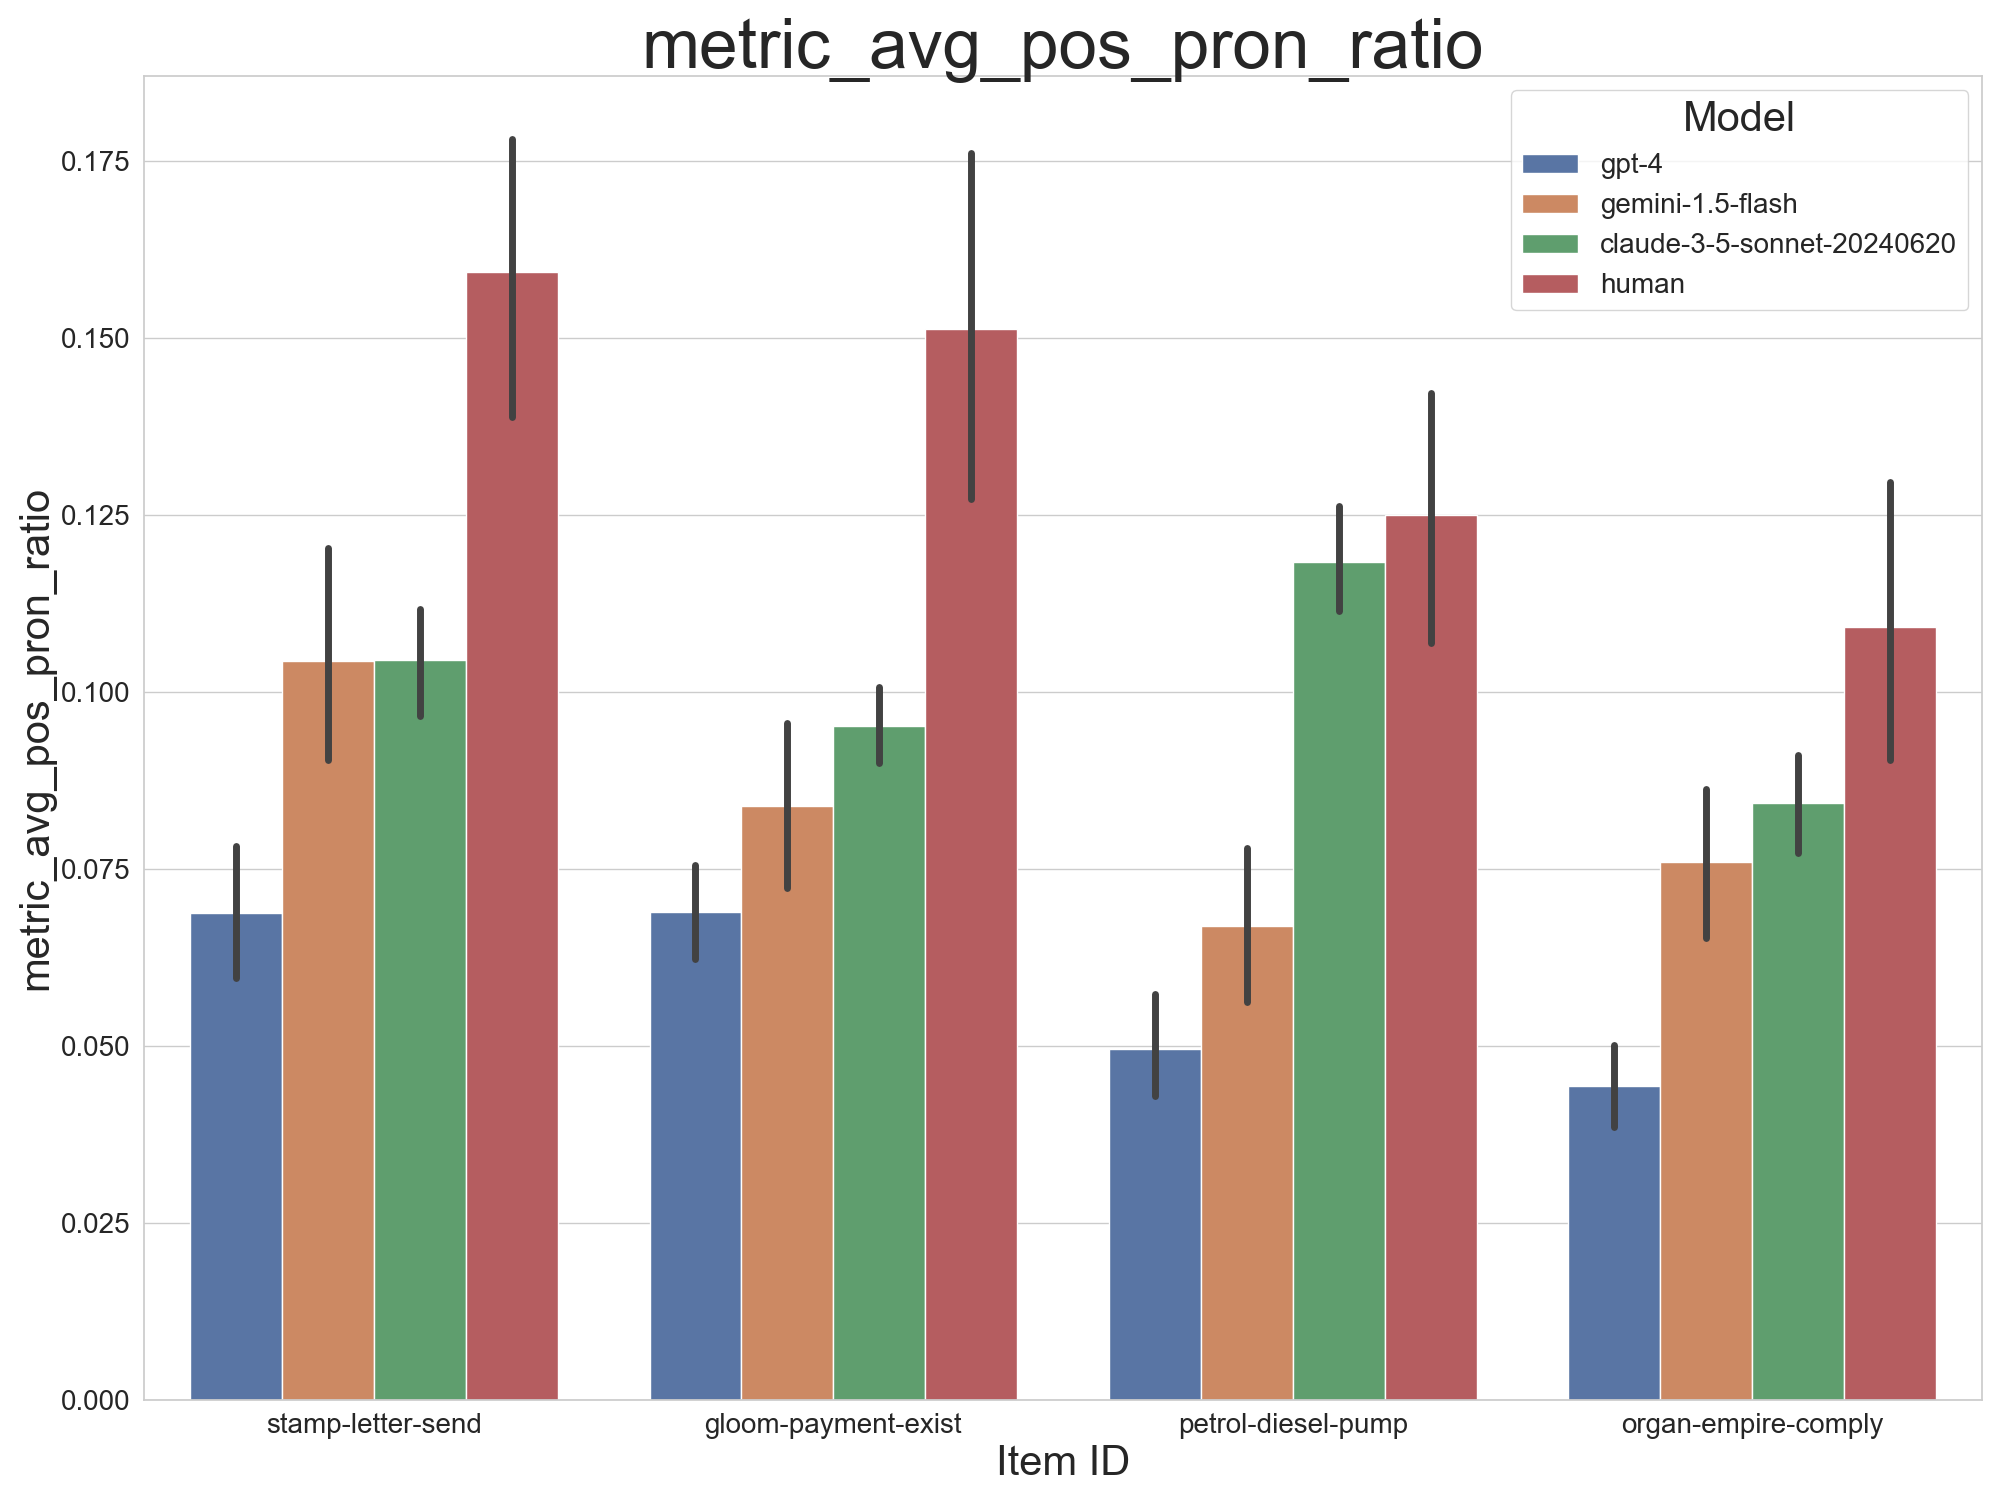 metric_avg_pos_pron_ratio
Model
gpt-4
gemini-1.5-flash
claude-3-5-sonnet-20240620
human
metric_avg_pos_pron_ratio
0.175
0.150
0.125
0.100
0.075
0.050
0.025
0.000
stamp-letter-send
gloom-payment-exist
petrol-diesel-pump
organ-empire-comply
Item ID